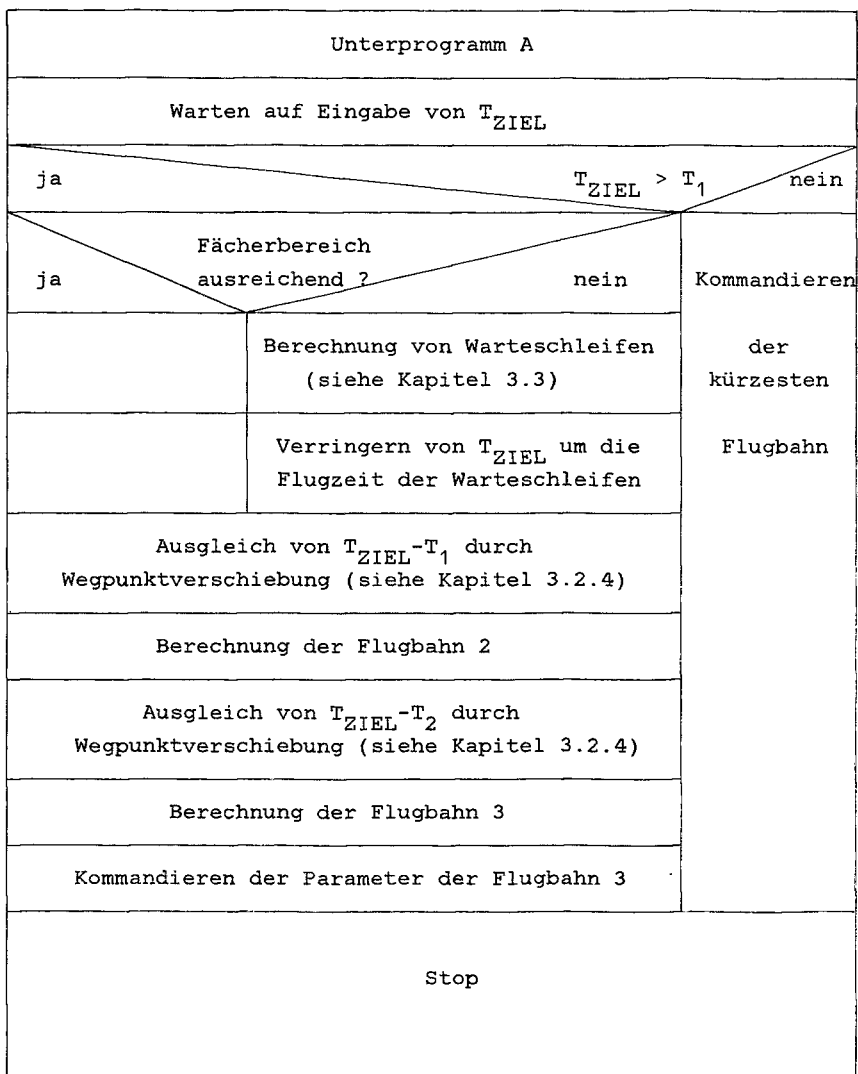 Unterprogramm A
Warten auf Eingabe von T_ZIEL
ja T_ZIEL > T_1 nein
Fächerbereich
ja ausreichend ? nein
Kommandieren
der
kürzesten
Flugbahn
Berechnung von Warteschleifen
(siehe Kapitel 3.3)
Verringern von T_ZIEL um die
Flugzeit der Warteschleifen
Ausgleich von T_ZIEL-T_1 durch
Wegpunktverschiebung (siehe Kapitel 3.2.4)
Berechnung der Flugbahn 2
Ausgleich von T_ZIEL-T_2 durch
Wegpunktverschiebung (siehe Kapitel 3.2.4)
Berechnung der Flugbahn 3
Kommandieren der Parameter der Flugbahn 3
Stop